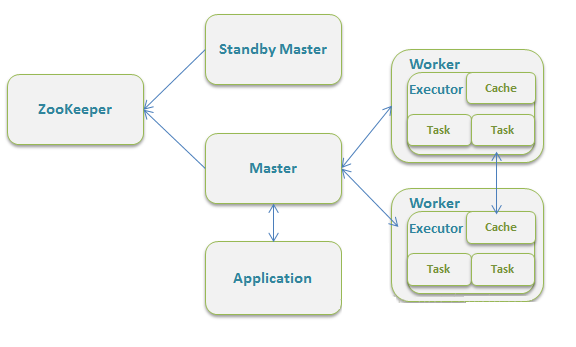 Standby Master
ZooKeeper
Master
Application
Worker
Executor
Cache
Task
Task
Worker
Executor
Cache
Task
Task